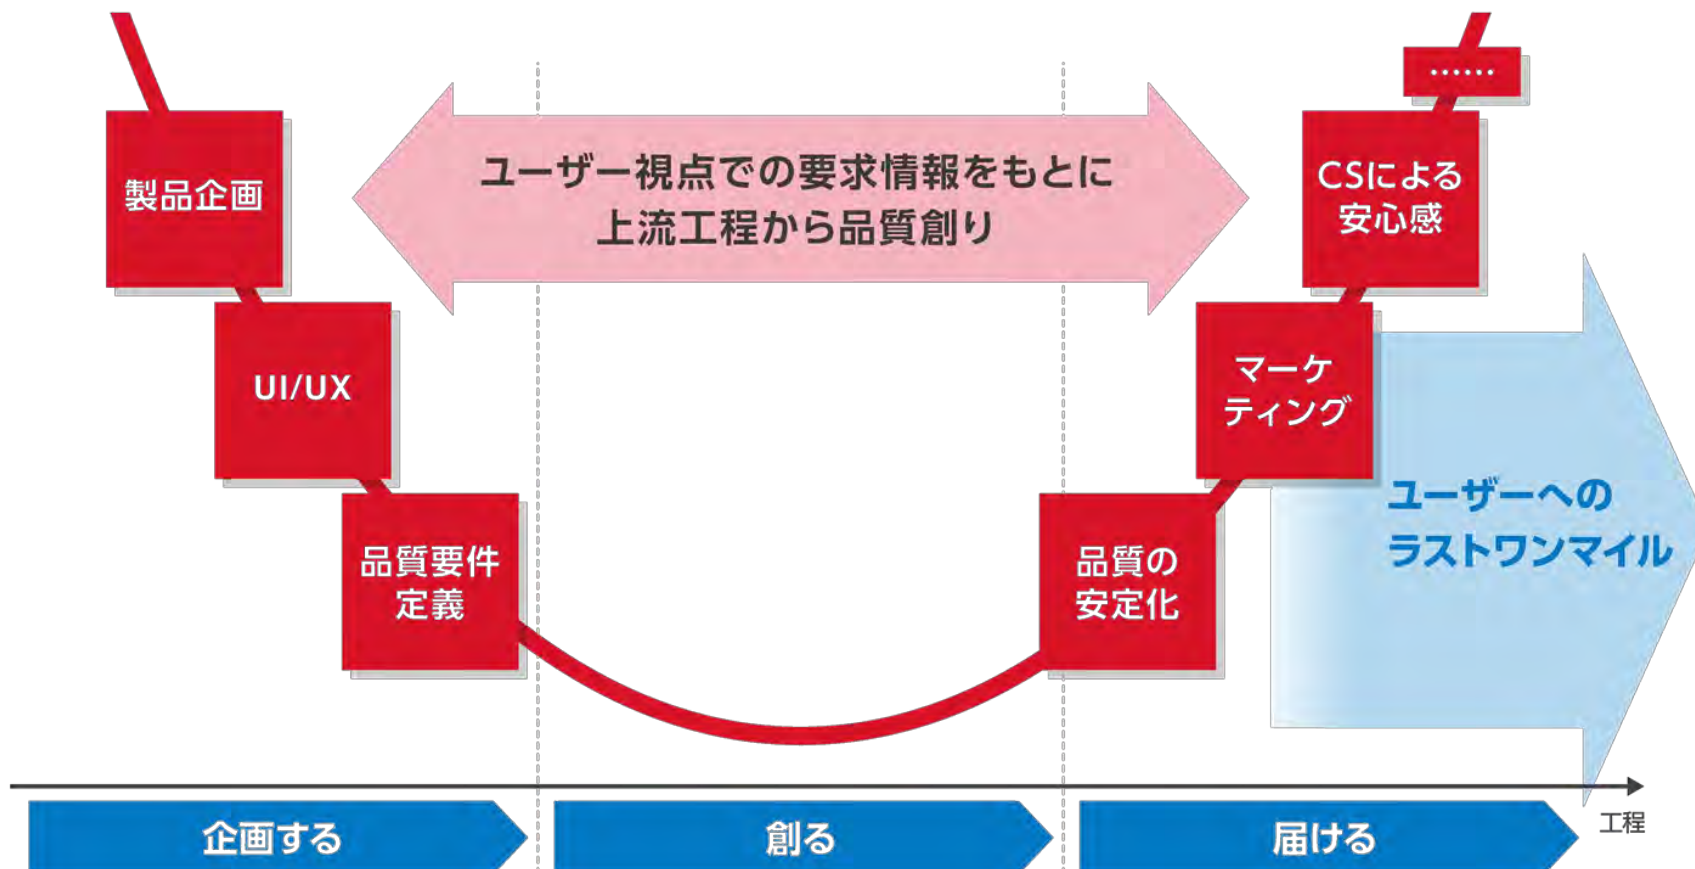 ……
製品企画
ユーザー視点での要求情報をもとに
上流工程から品質創り
CSによる
安心感
UI/UX
マーケ
ティング
品質要件
定義
品質の
安定化
ユーザーへの
ラストワンマイル
企画する
創る
届ける
工程